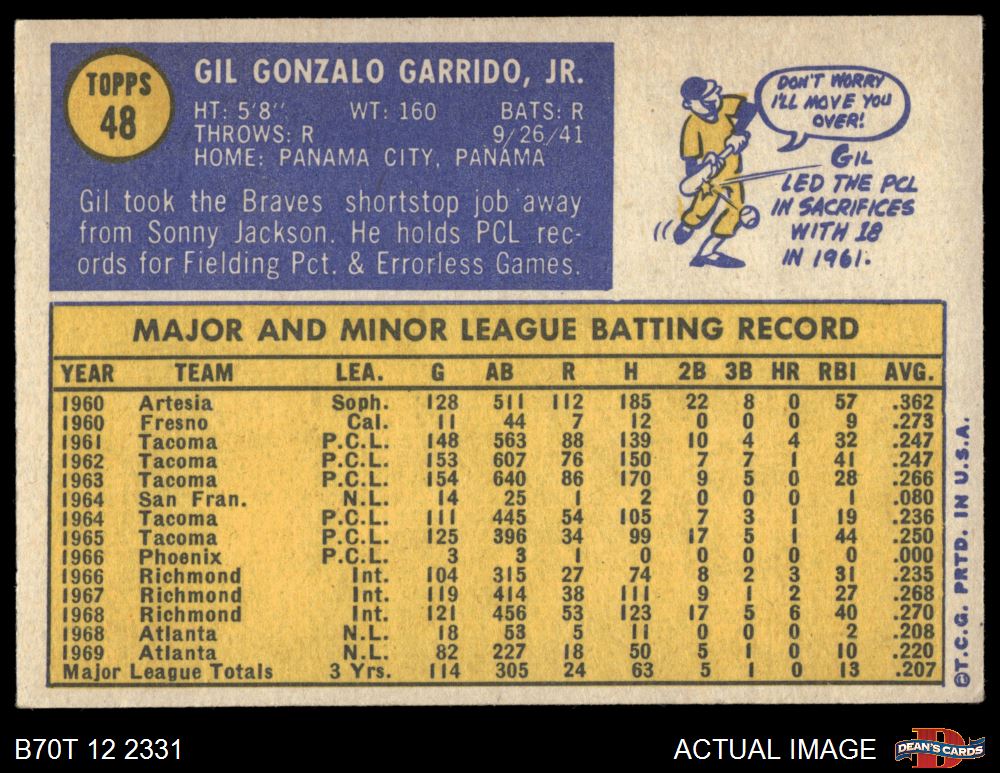 TOPPS
48
GIL GONZALO GARRIDO, JR.
HT: 5'8" WT: 160 BATS: R
THROWS: R 9/26/41
HOME: PANAMA CITY, PANAMA
Gil took the Braves shortstop job away
from Sonny Jackson. He holds PCL rec-
ords for Fielding Pct. & Errorless Games.
DON'T WORRY
I'LL MOVE YOU
OVER!
GIL
LED THE PCL
IN SACRIFICES
WITH 18
IN 1961.
MAJOR AND MINOR LEAGUE BATTING RECORD
YEAR TEAM LEA. G AB R H 2B 3B HR RBI AVG.
1960 Artesia Soph. 128 511 112 185 22 8 0 57 .362
1960 Fresno Cal. 11 44 7 12 0 0 0 9 .273
1961 Tacoma P.C.L. 148 563 88 139 10 4 4 32 .247
1962 Tacoma P.C.L. 153 607 76 150 7 7 1 41 .247
1963 Tacoma P.C.L. 154 640 86 170 9 5 0 28 .266
1964 San Fran. N.L. 14 25 1 2 0 0 0 1 .080
1964 Tacoma P.C.L. 111 445 54 105 7 3 1 19 .236
1965 Tacoma P.C.L. 125 396 34 99 17 5 1 44 .250
1966 Phoenix P.C.L. 3 3 1 0 0 0 0 0 .000
1966 Richmond Int. 104 315 27 74 8 2 3 31 .235
1967 Richmond Int. 119 414 38 111 9 1 2 27 .268
1968 Richmond Int. 121 456 53 123 17 5 6 40 .270
1968 Atlanta N.L. 18 53 5 11 0 0 0 2 .208
1969 Atlanta N.L. 82 227 18 50 5 1 0 10 .220
Major League Totals 3 Yrs. 114 305 24 63 5 1 0 13 .207
©T.C.G. PRTD. IN U.S.A.
B70T 12 2331
ACTUAL IMAGE
D
DEAN'S CARDS